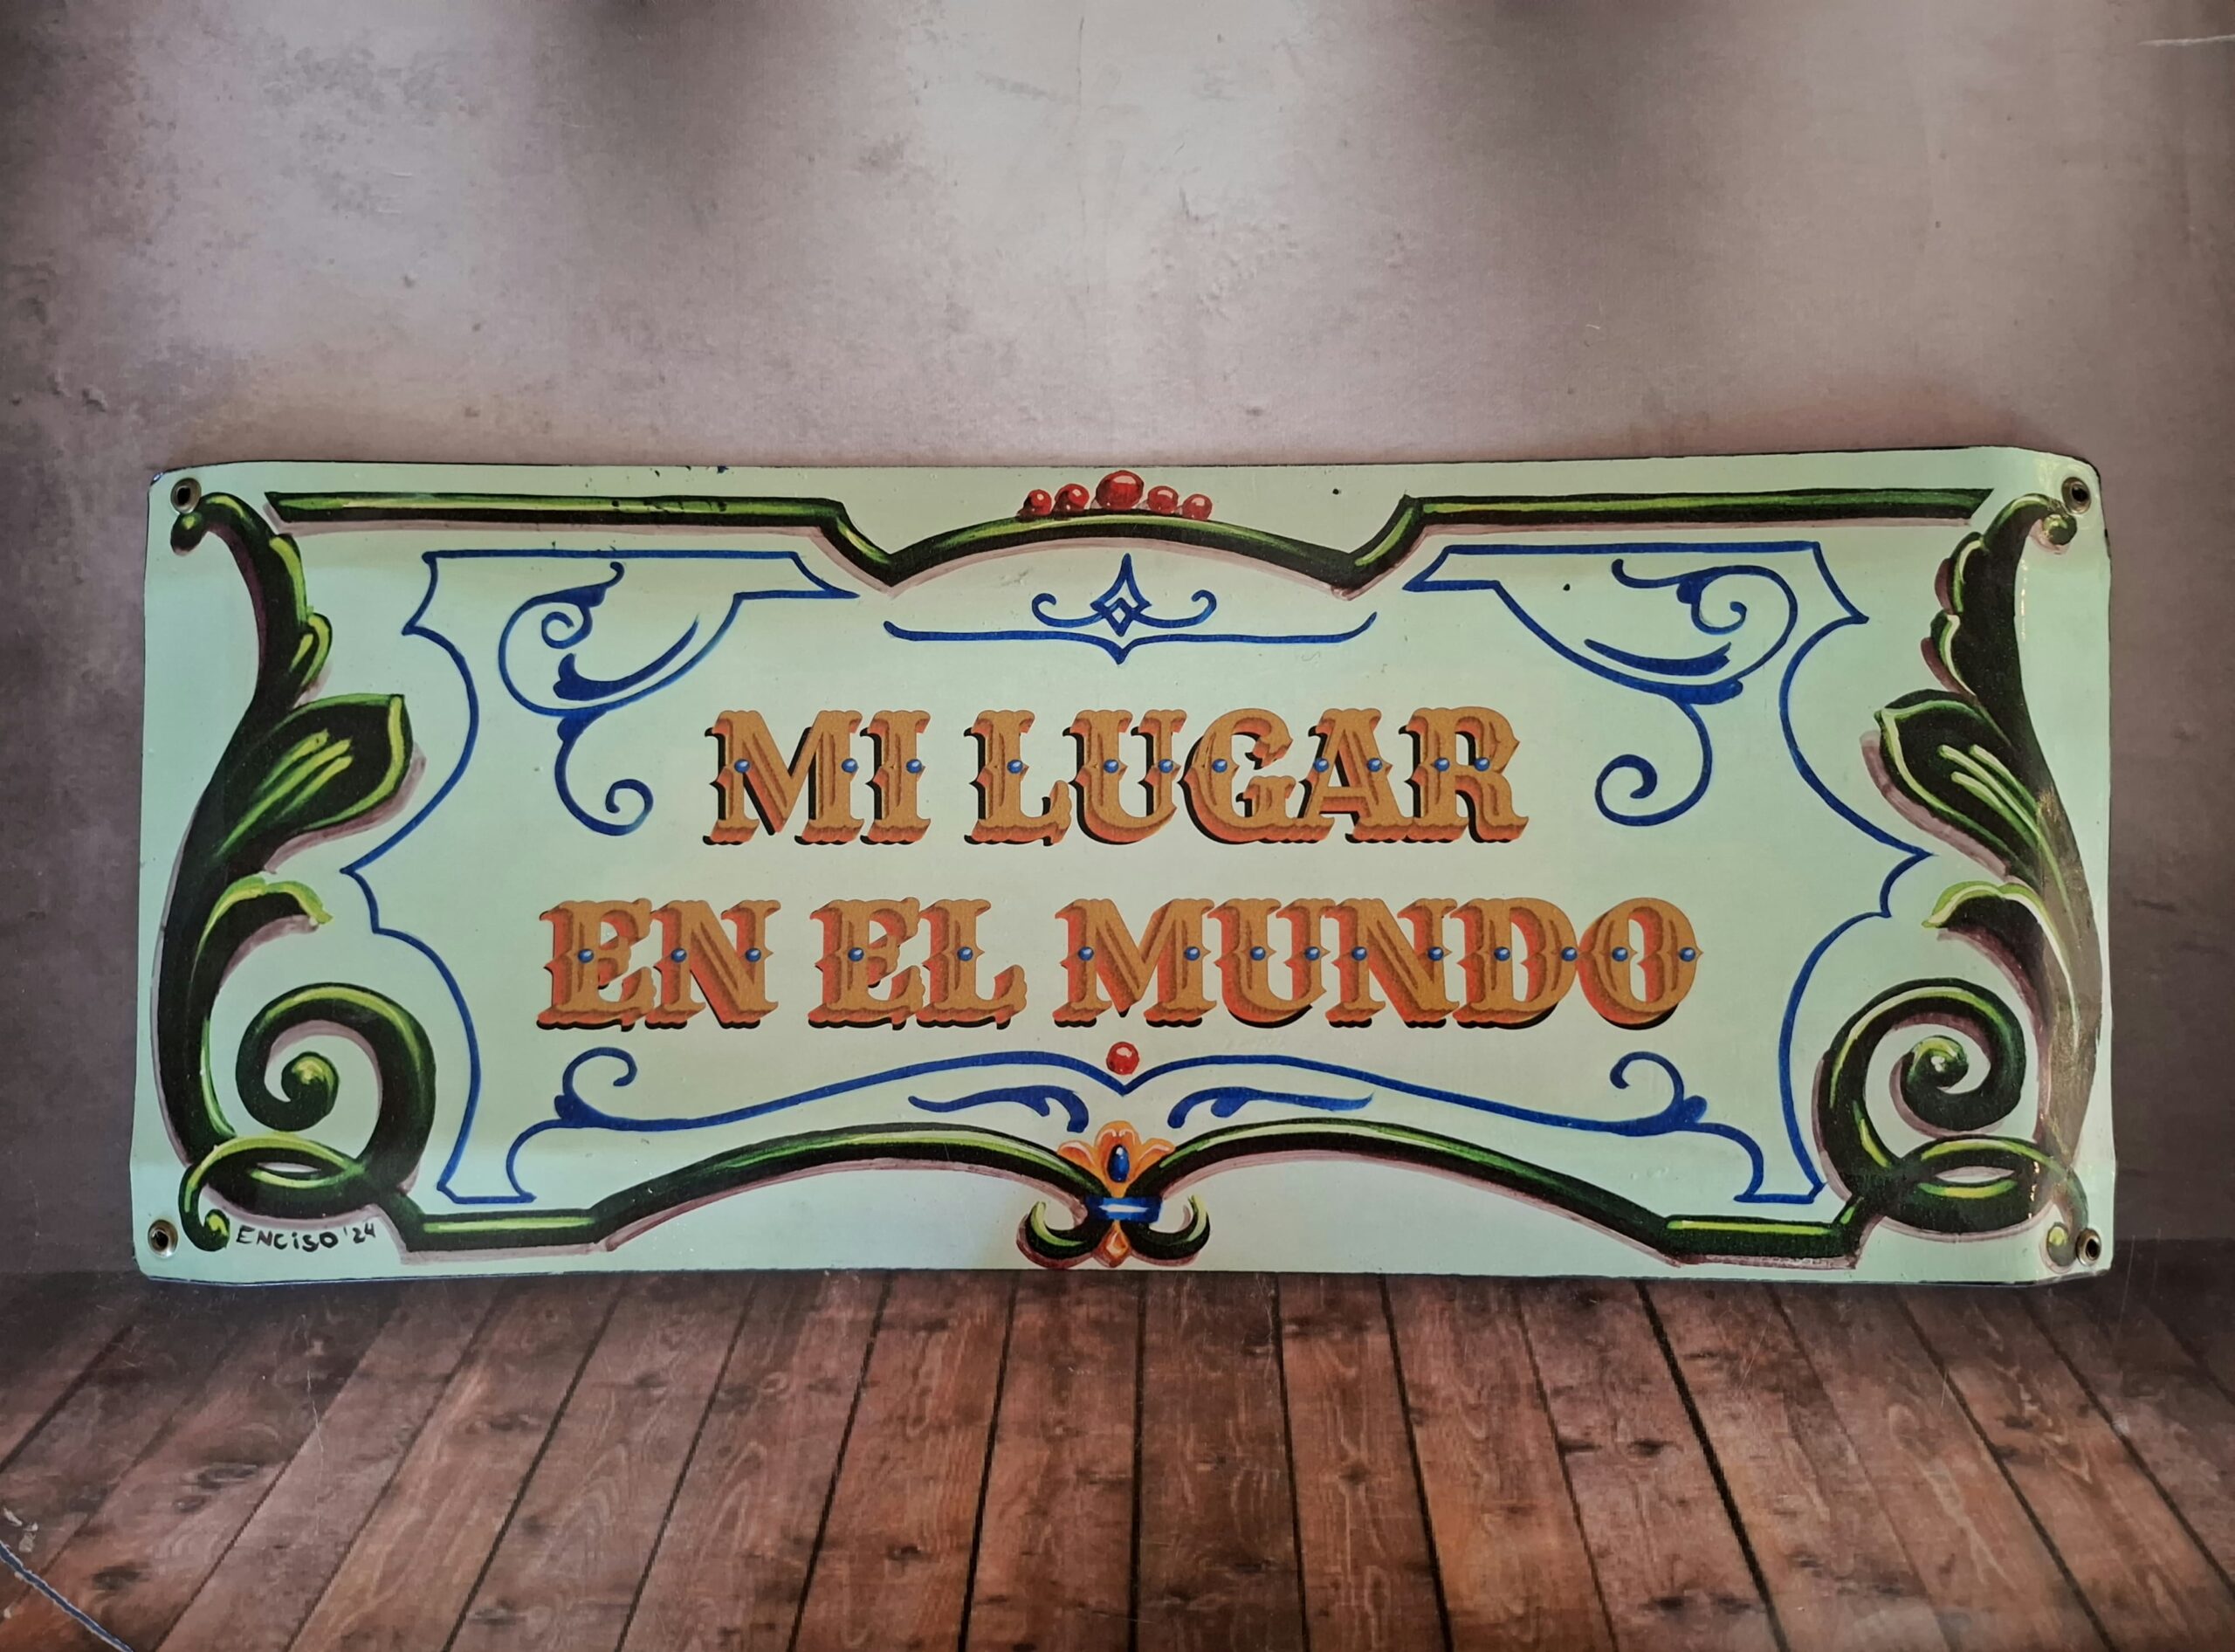 MI LUGAR
EN EL MUNDO
ENCISO '24